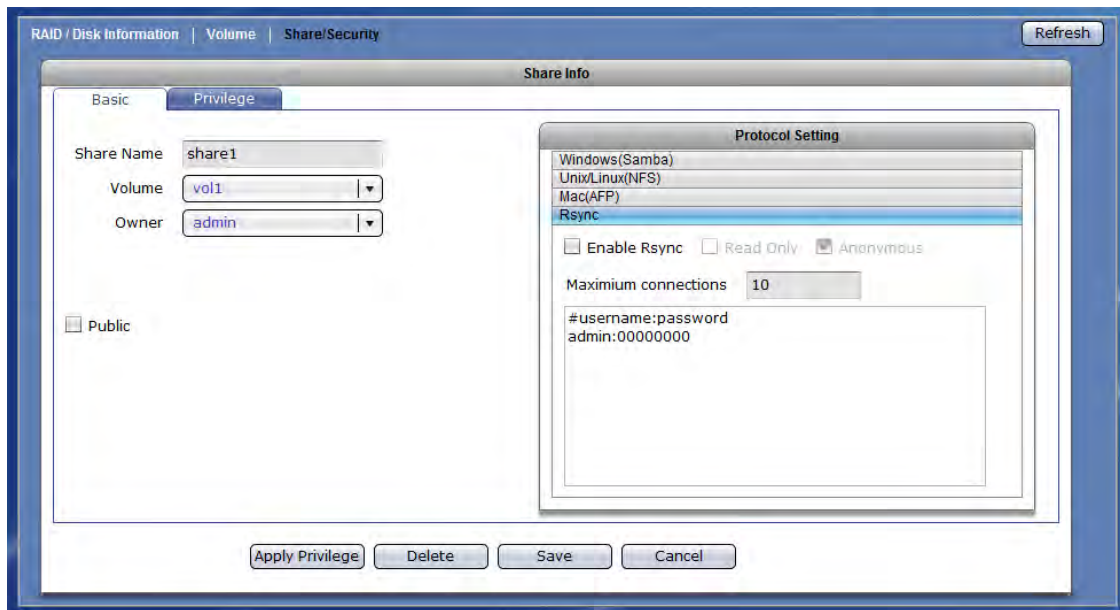 RAID / Disk Information | Volume | Share/Security
Refresh
Share Info
Basic
Privilege
Share Name share1
Volume vol1
Owner admin
Public
Protocol Setting
Windows(Samba)
Unix/Linux(NFS)
Mac(AFP)
Rsync
Enable Rsync Read Only Anonymous
Maximium connections 10
#username:password
admin:00000000
Apply Privilege Delete Save Cancel